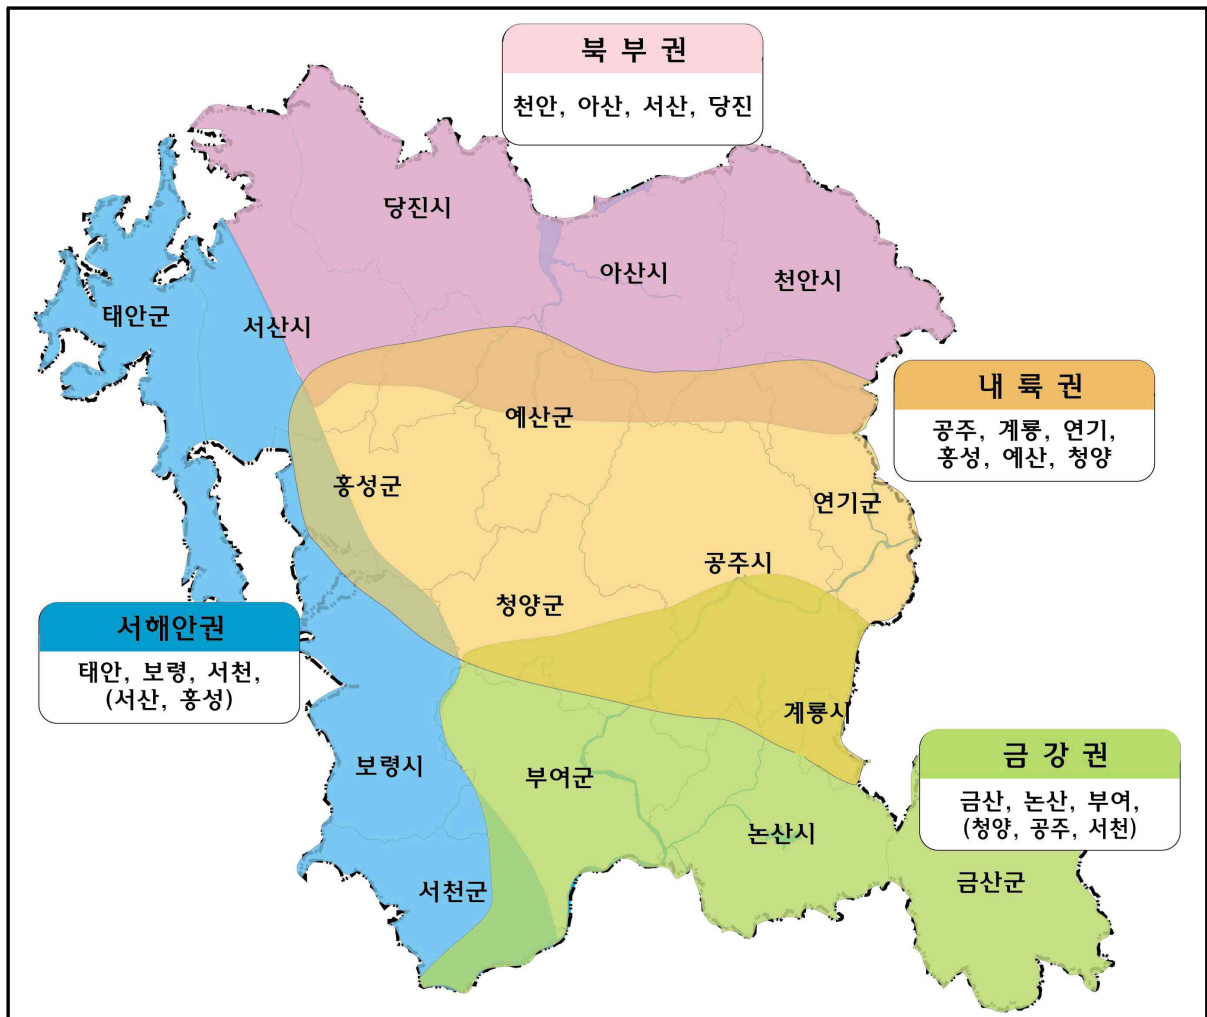 북 부 권
천안, 아산, 서산, 당진
당진시
아산시
천안시
태안군
서산시
내 륙 권
공주, 계룡, 연기,
홍성, 예산, 청양
예산군
홍성군
연기군
공주시
청양군
서해안권
태안, 보령, 서천,
(서산, 홍성)
계룡시
보령시
부여군
금 강 권
금산, 논산, 부여,
(청양, 공주, 서천)
논산시
서천군
금산군